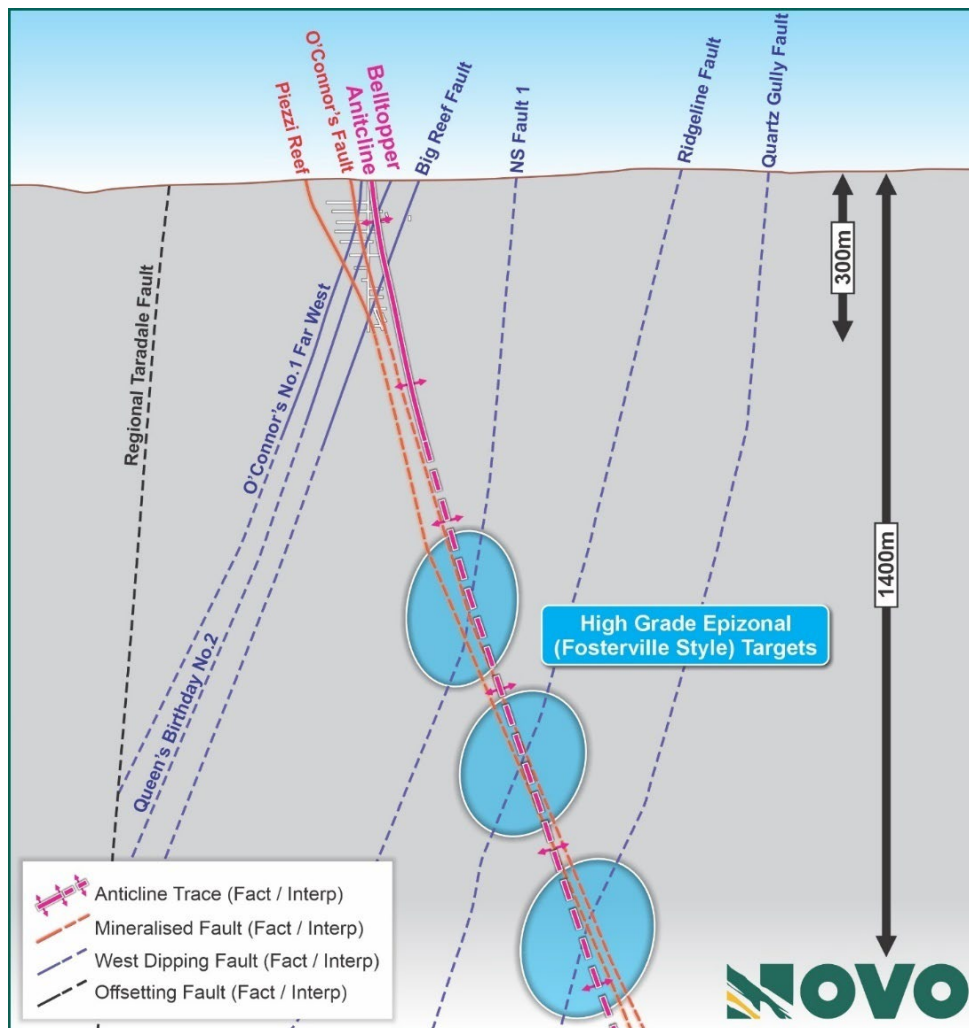 Piezzi Reef
O'Connor's Fault
Belltopper
Anitcline
Big Reef Fault
NS Fault 1
Ridgeline Fault
Quartz Gully Fault
Regional Taradale Fault
O'Connor's No.1 Far West
Queen's Birthday No.2
300m
1400m
High Grade Epizonal
(Fosterville Style) Targets
Anticline Trace (Fact / Interp)
Mineralised Fault (Fact / Interp)
West Dipping Fault (Fact / Interp)
Offsetting Fault (Fact / Interp)
NOVO